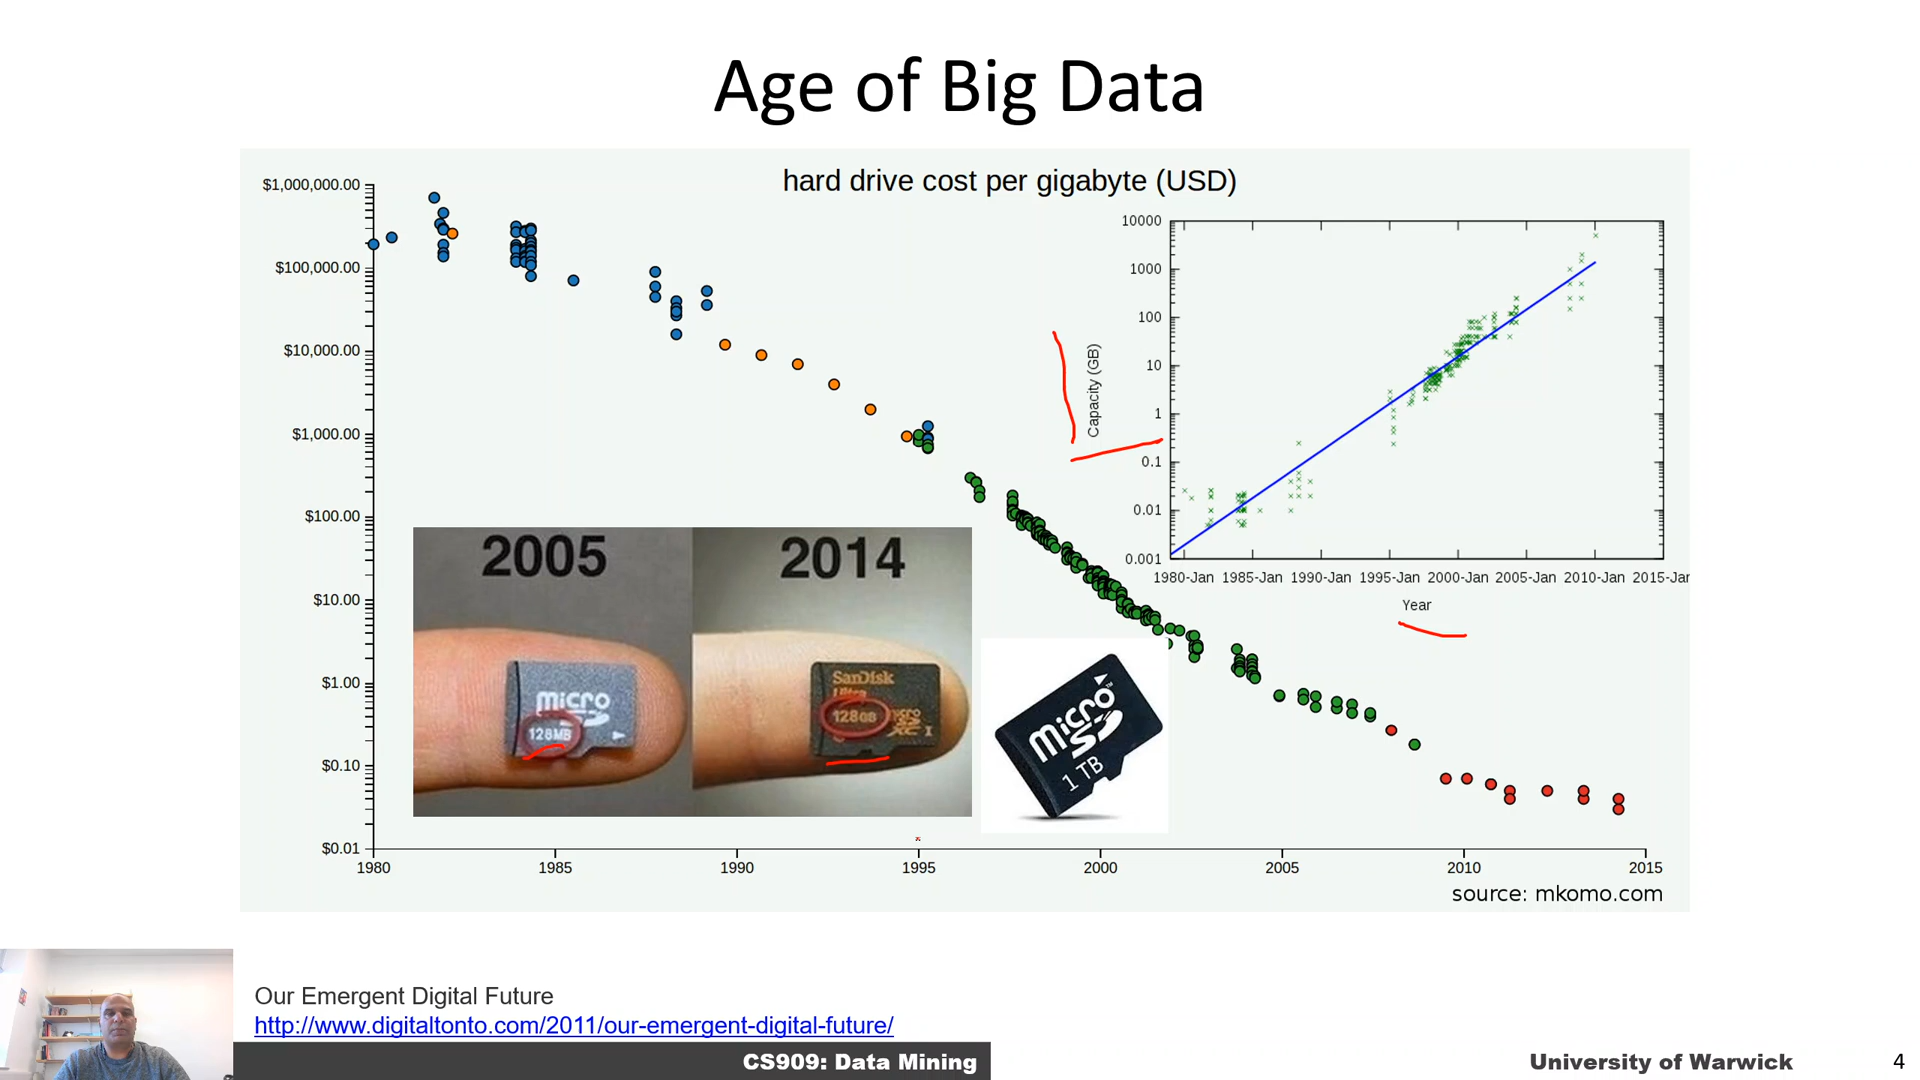 Age of Big Data
hard drive cost per gigabyte (USD)
$1,000,000.00
$100,000.00
$10,000.00
$1,000.00
$100.00
$10.00
$1.00
$0.10
$0.01
1980 1985 1990 1995 2000 2005 2010 2015
10000
1000
100
10
1
0.1
0.01
0.001
Capacity (GB)
1980-Jan 1985-Jan 1990-Jan 1995-Jan 2000-Jan 2005-Jan 2010-Jan 2015-Jan
Year
2005
micro
128MB
2014
SanDisk
Ultra
128GB
micro
XC I
micro
1 TB
source: mkomo.com
Our Emergent Digital Future
http://www.digitaltonto.com/2011/our-emergent-digital-future/
CS909: Data Mining
University of Warwick
4